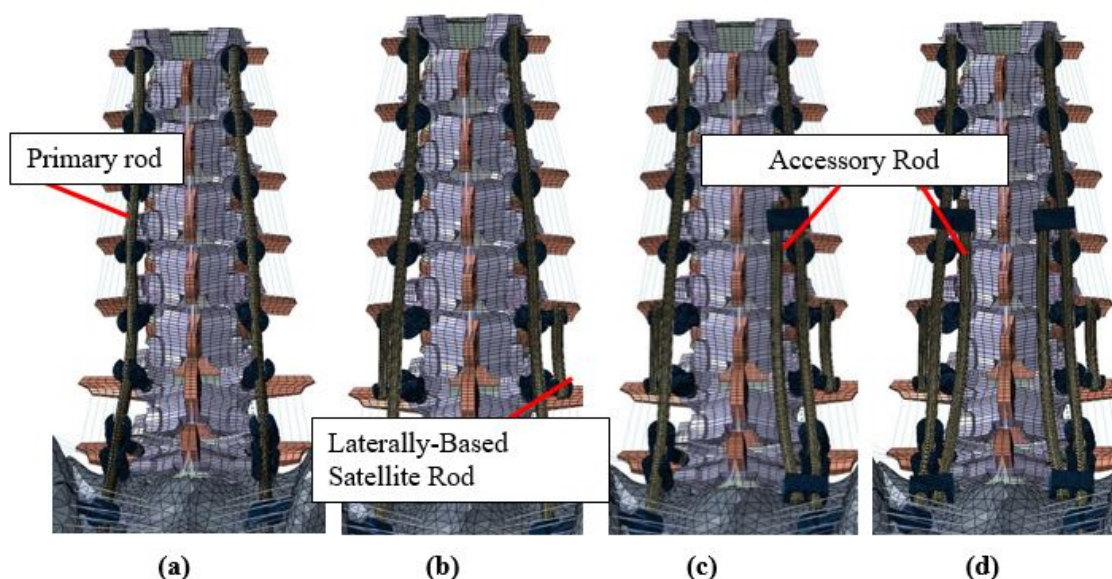 Primary rod
Accessory Rod
Laterally-Based
Satellite Rod
(a)
(b)
(c)
(d)